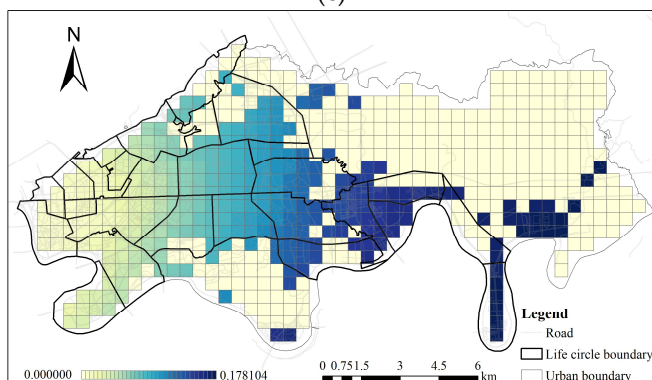 N
Legend
Road
Life circle boundary
Urban boundary
0.000000 0.178104
0 0.75 1.5 3 4.5 6
km